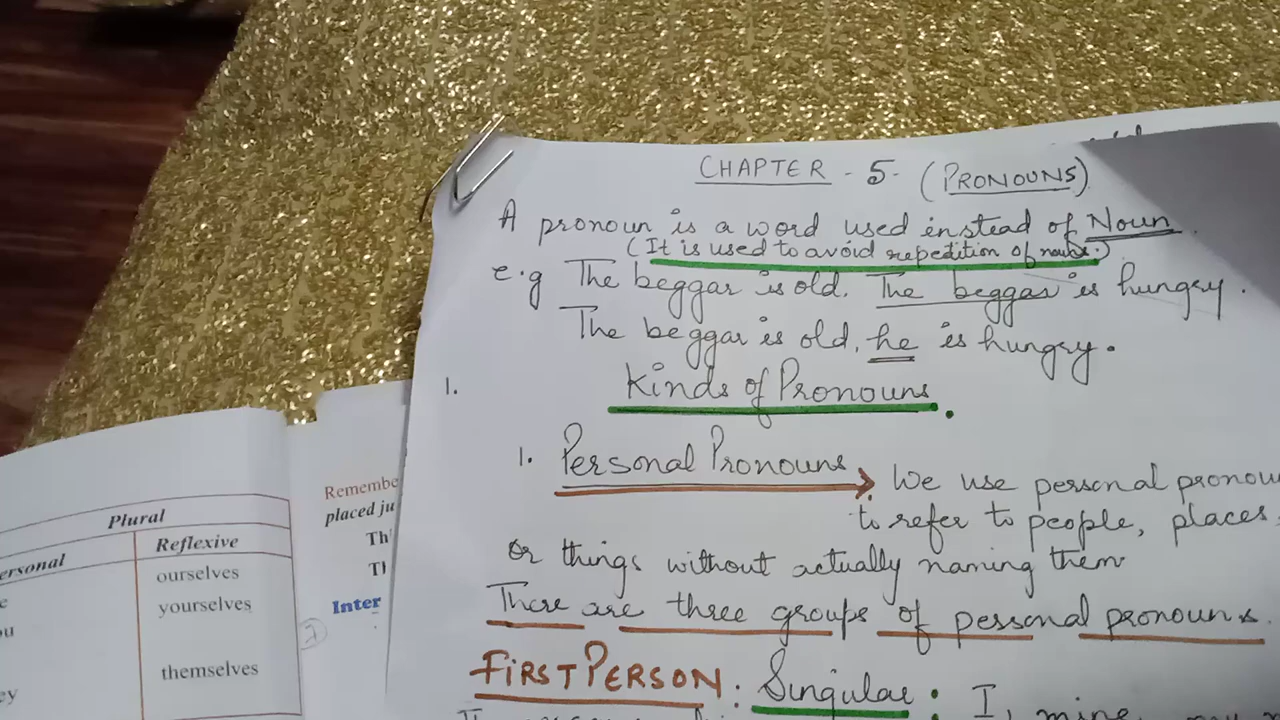 CHAPTER - 5 - (PRONOUNS)
A pronoun is a word used instead of Noun.
(It is used to avoid repetition of nouns.)
e.g The beggar is old. The beggar is hungry.
The beggar is old, he is hungry.
1. Kinds of Pronouns.
1. Personal Pronouns → We use personal pronou
to refer to people, places.
or things without actually naming them
There are three groups of personal pronouns.
FIRST PERSON : Singular : I, mine,
Plural
ersonal Reflexive
ourselves
yourselves
themselves
ey
Remembe
placed ju
Th
Inter